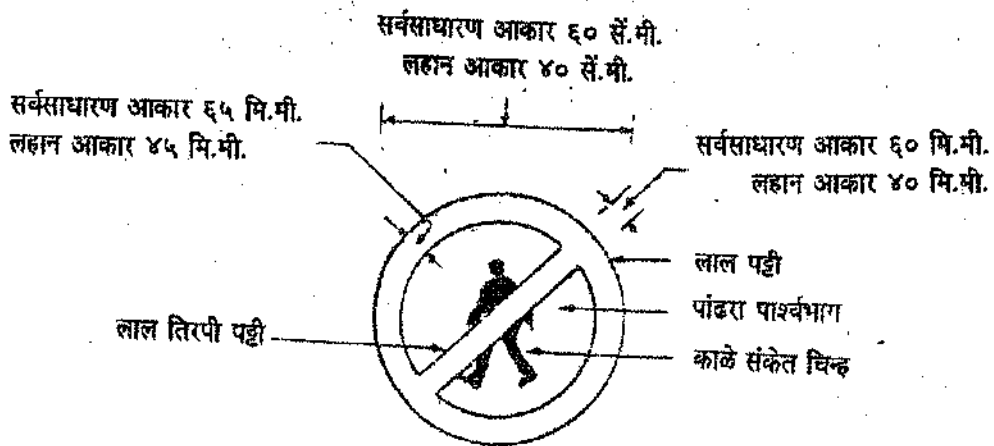 सर्वसाधारण आकार ६० सें.मी.
लहान आकार ४० सें.मी.
सर्वसाधारण आकार ६५ मि.मी.
लहान आकार ४५ मि.मी.
सर्वसाधारण आकार ६० मि.मी.
लहान आकार ४० मि.मी.
लाल पट्टी
पांढरा पार्श्वभाग
लाल तिरपी पट्टी
काळे संकेत चिन्ह